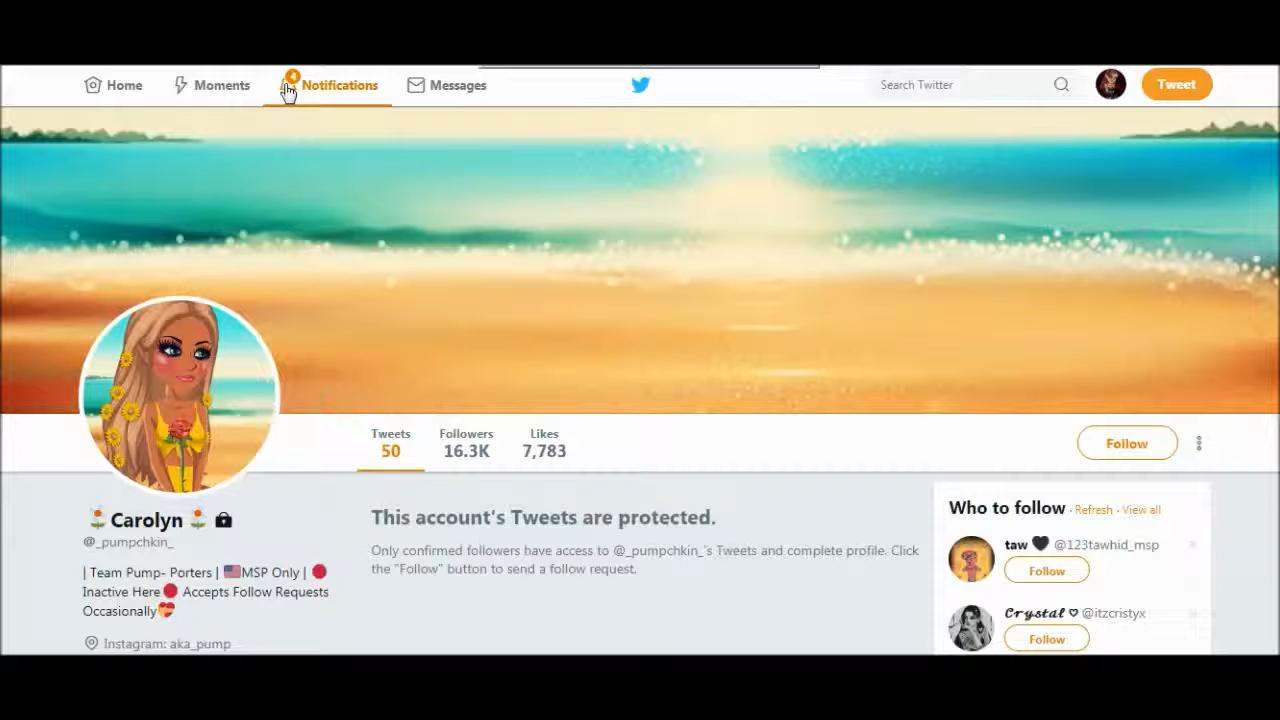 Home Moments 4 Notifications Messages Search Twitter Tweet
Tweets Followers Likes
50 16.3K 7,783
Follow
Carolyn
@_pumpchkin_
| Team Pump- Porters | 🇺🇸MSP Only | 🔴
Inactive Here🔴 Accepts Follow Requests
Occasionally💝
Instagram: aka_pump
This account's Tweets are protected.
Only confirmed followers have access to @_pumpchkin_'s Tweets and complete profile. Click
the "Follow" button to send a follow request.
Who to follow · Refresh · View all
taw 🖤 @123tawhid_msp
Follow
𝓒𝓻𝔂𝓼𝓽𝓪𝓵 ♡ @itzcristyx
Follow